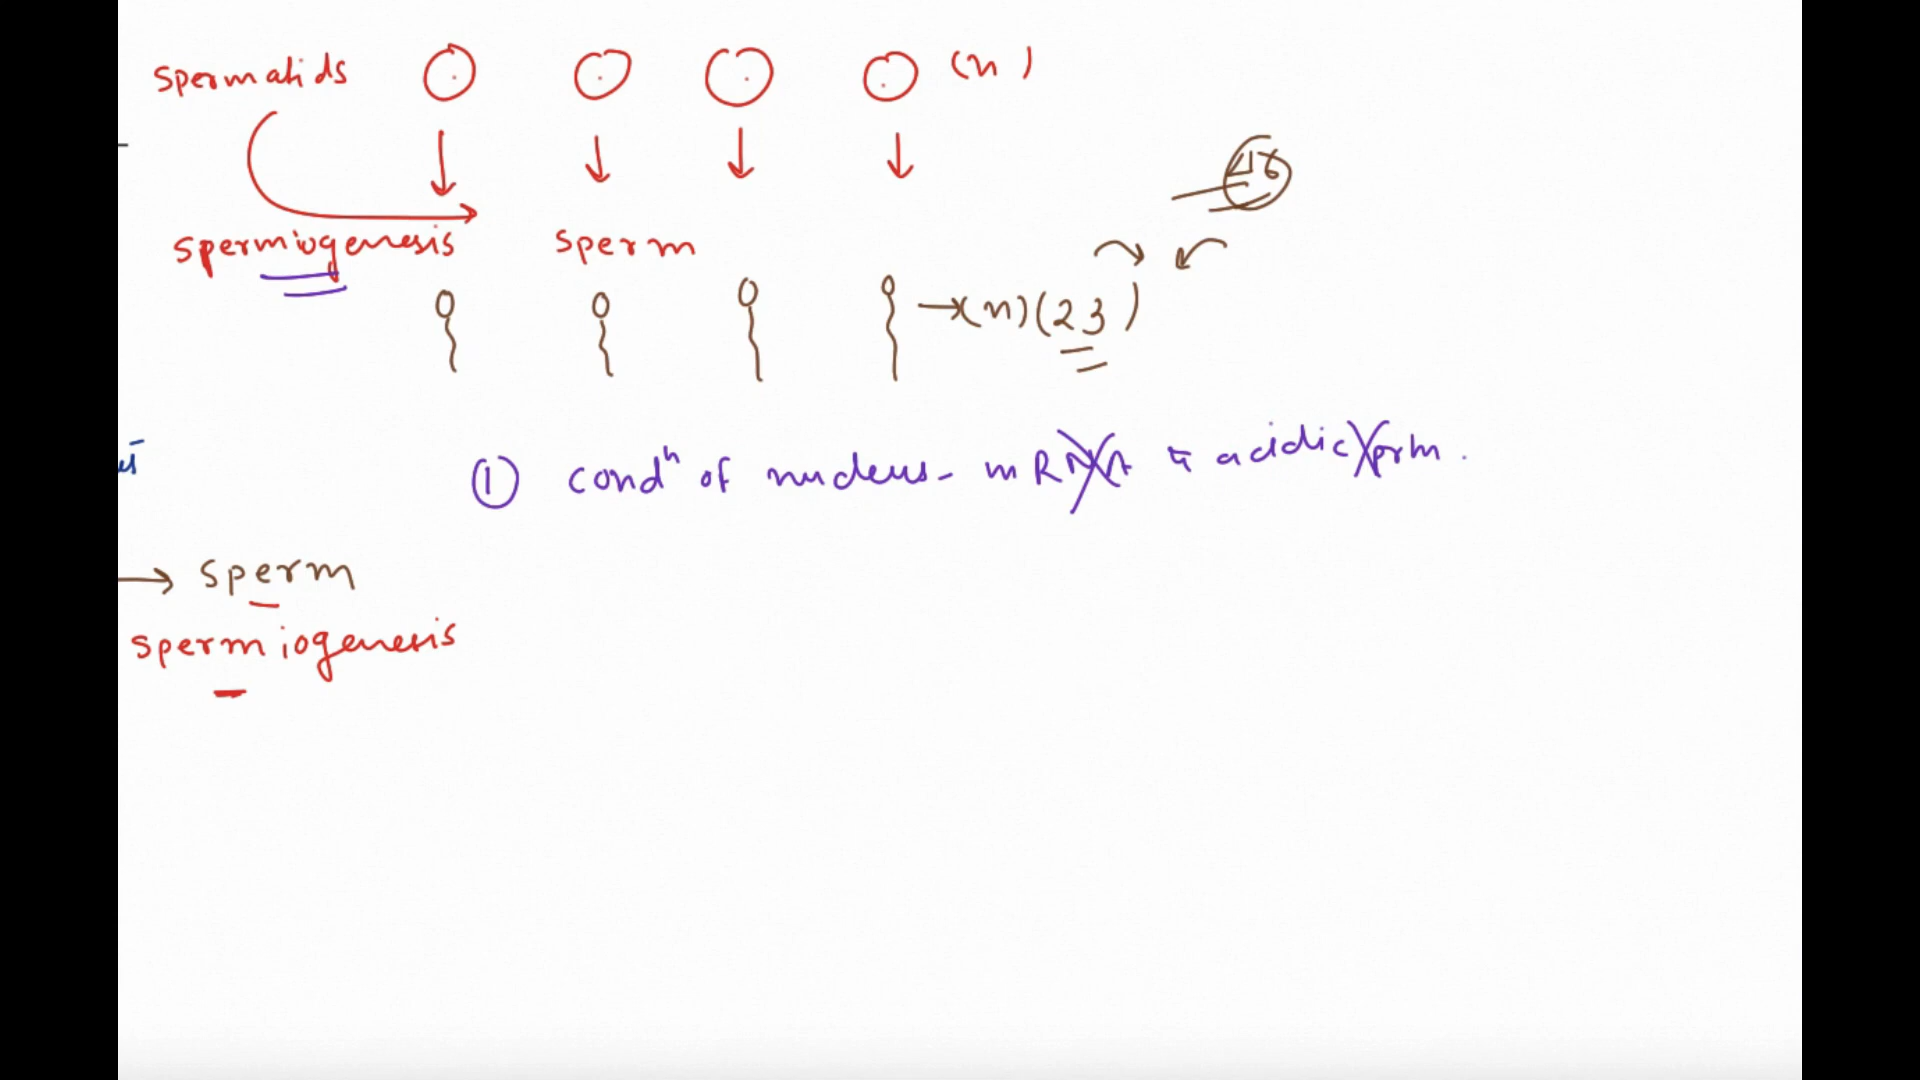 spermatids (n)
46
spermiogenesis sperm
→ (n) (23)
① condⁿ of nucleus - mRNA & acidic prtn.
→ sperm
spermiogenesis